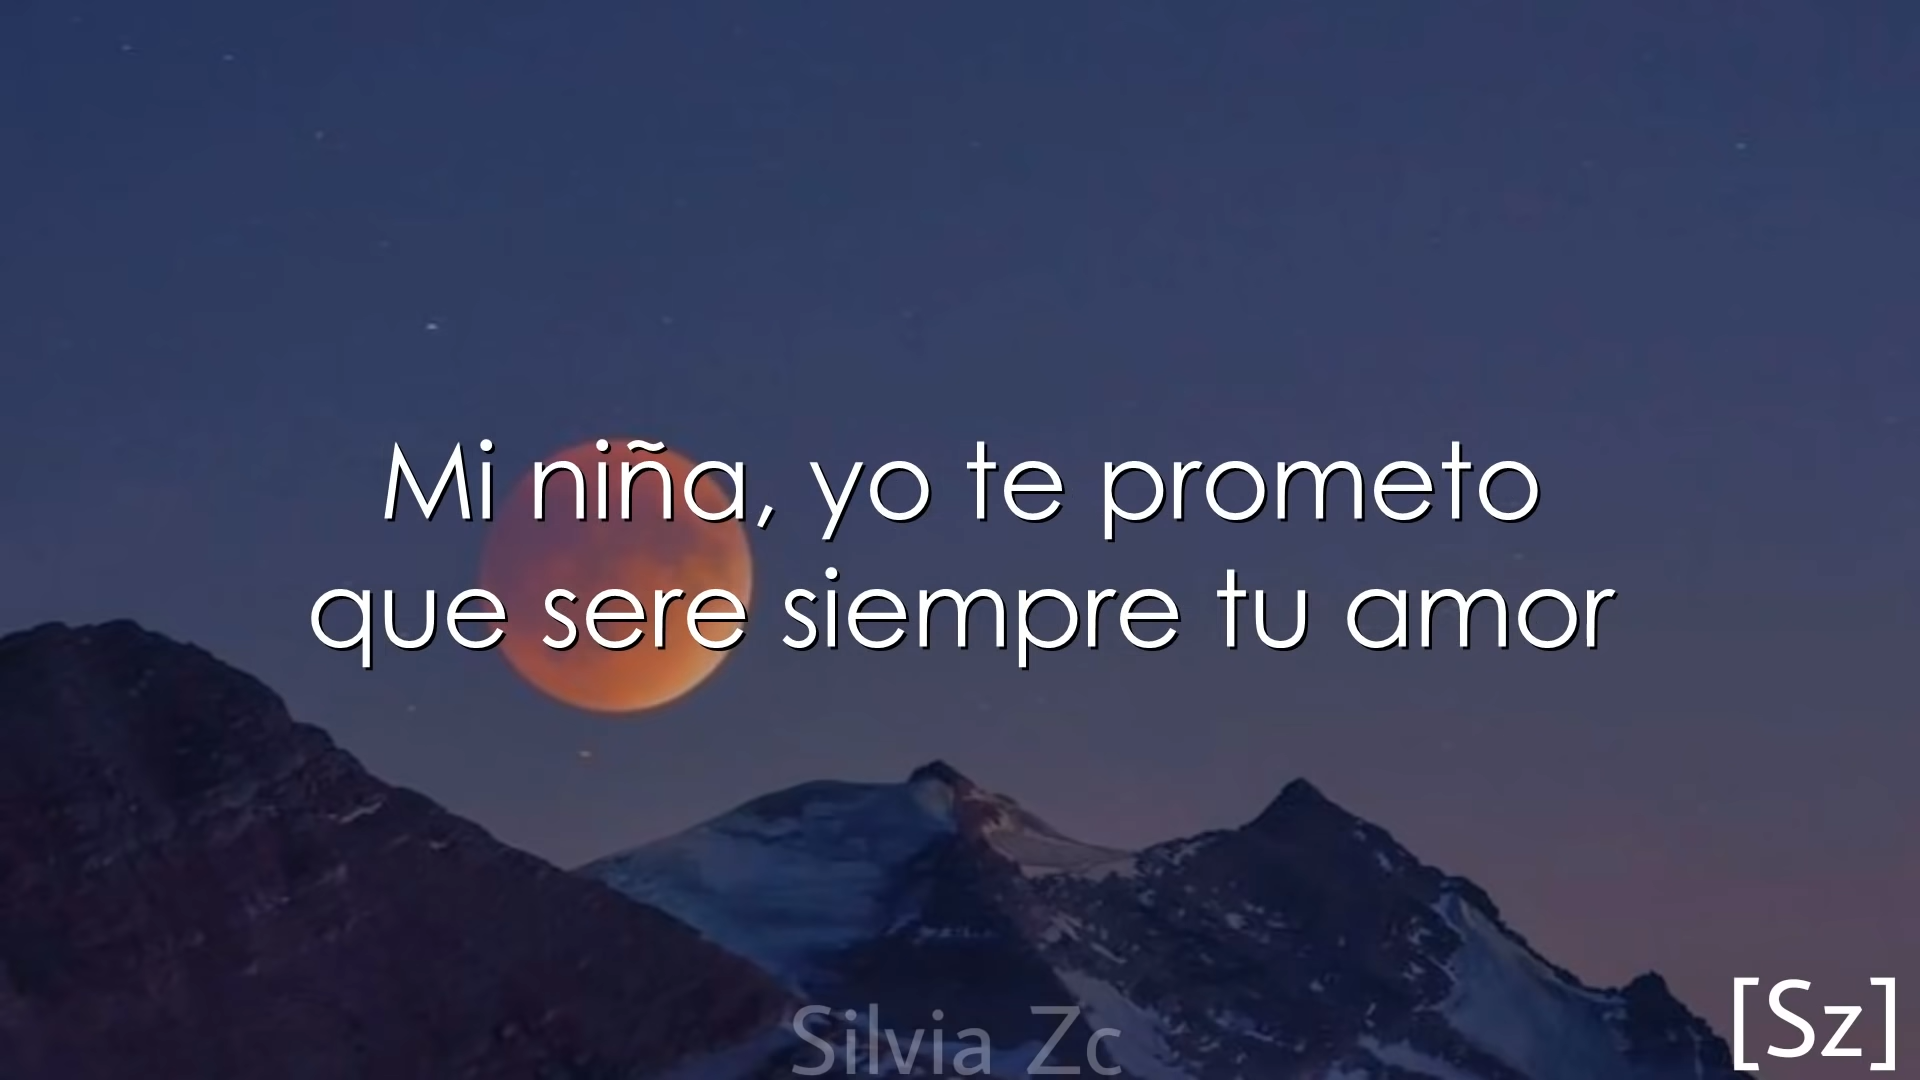 Mi niña, yo te prometo
que sere siempre tu amor
Silvia Zc
[Sz]